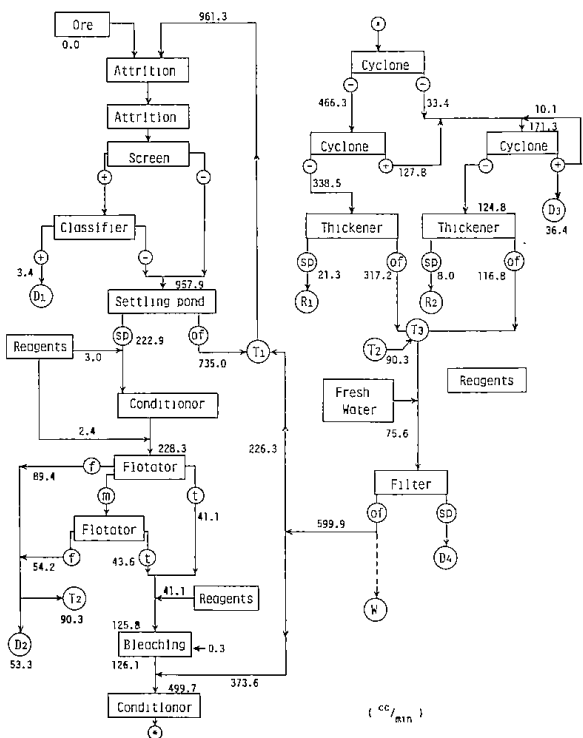 961.3
Ore
0.0
Attrition
Attrition
Screen
+
-
Classifier
+
-
3.4
D1
957.9
Settling pond
sp
of
222.9
735.0
T1
Reagents
3.0
Conditionor
2.4
228.3
226.3
Flotator
f
89.4
m
t
41.1
Flotator
f
54.2
43.6
t
T2
90.3
41.1
Reagents
D2
53.3
125.8
Bleaching
0.3
126.1
373.6
499.7
Conditionor
*
*
Cyclone
-
466.3
33.4
10.1
171.3
Cyclone
-
+
127.8
Cyclone
-
+
338.5
124.8
D3
36.4
Thickener
Thickener
sp
of
21.3
317.2
sp
of
8.0
116.8
R1
R2
T3
T2
90.3
Fresh
Water
Reagents
75.6
Filter
of
sp
599.9
D4
W
( cc/min )